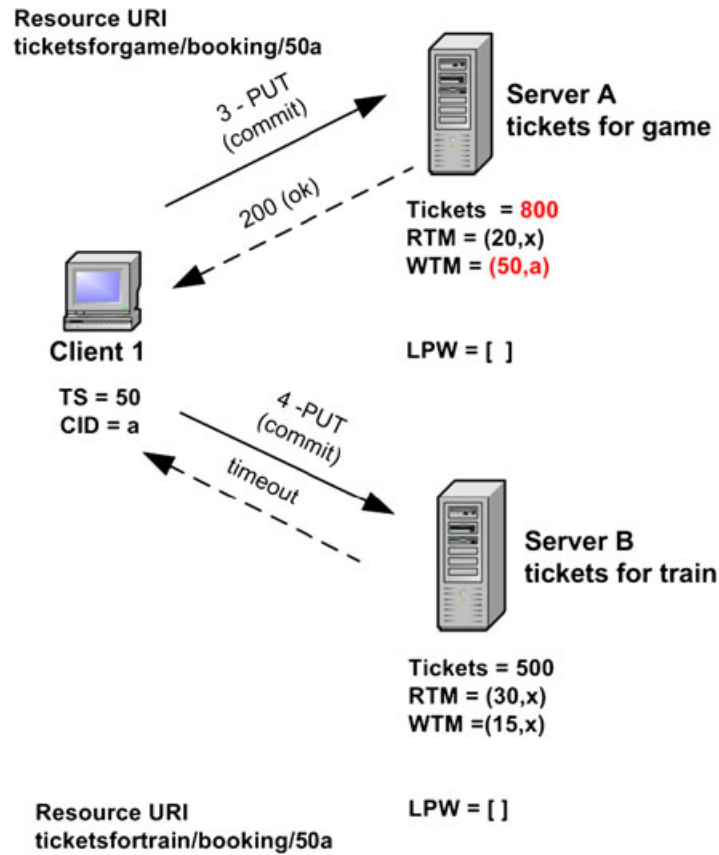 Resource URI
ticketsforgame/booking/50a
3 - PUT
(commit)
200 (ok)
Server A
tickets for game
Tickets = 800
RTM = (20,x)
WTM = (50,a)
LPW = [ ]
Client 1
TS = 50
CID = a
4 -PUT
(commit)
timeout
Server B
tickets for train
Tickets = 500
RTM = (30,x)
WTM =(15,x)
LPW = [ ]
Resource URI
ticketsfortrain/booking/50a